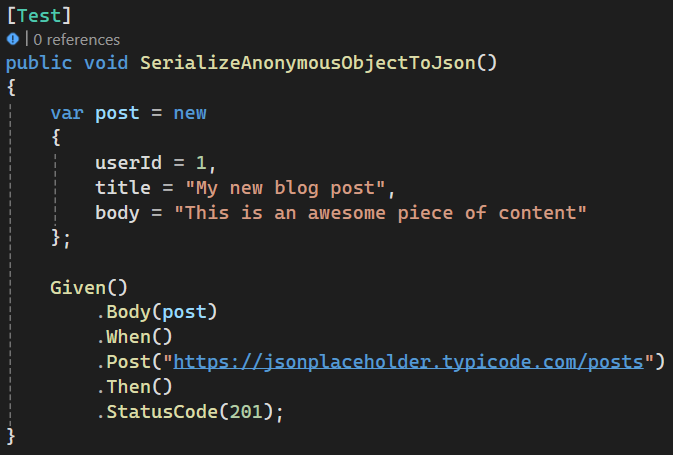 [Test]
| 0 references
public void SerializeAnonymousObjectToJson()
{
    var post = new
    {
        userId = 1,
        title = "My new blog post",
        body = "This is an awesome piece of content"
    };

    Given()
        .Body(post)
        .When()
        .Post("https://jsonplaceholder.typicode.com/posts")
        .Then()
        .StatusCode(201);
}